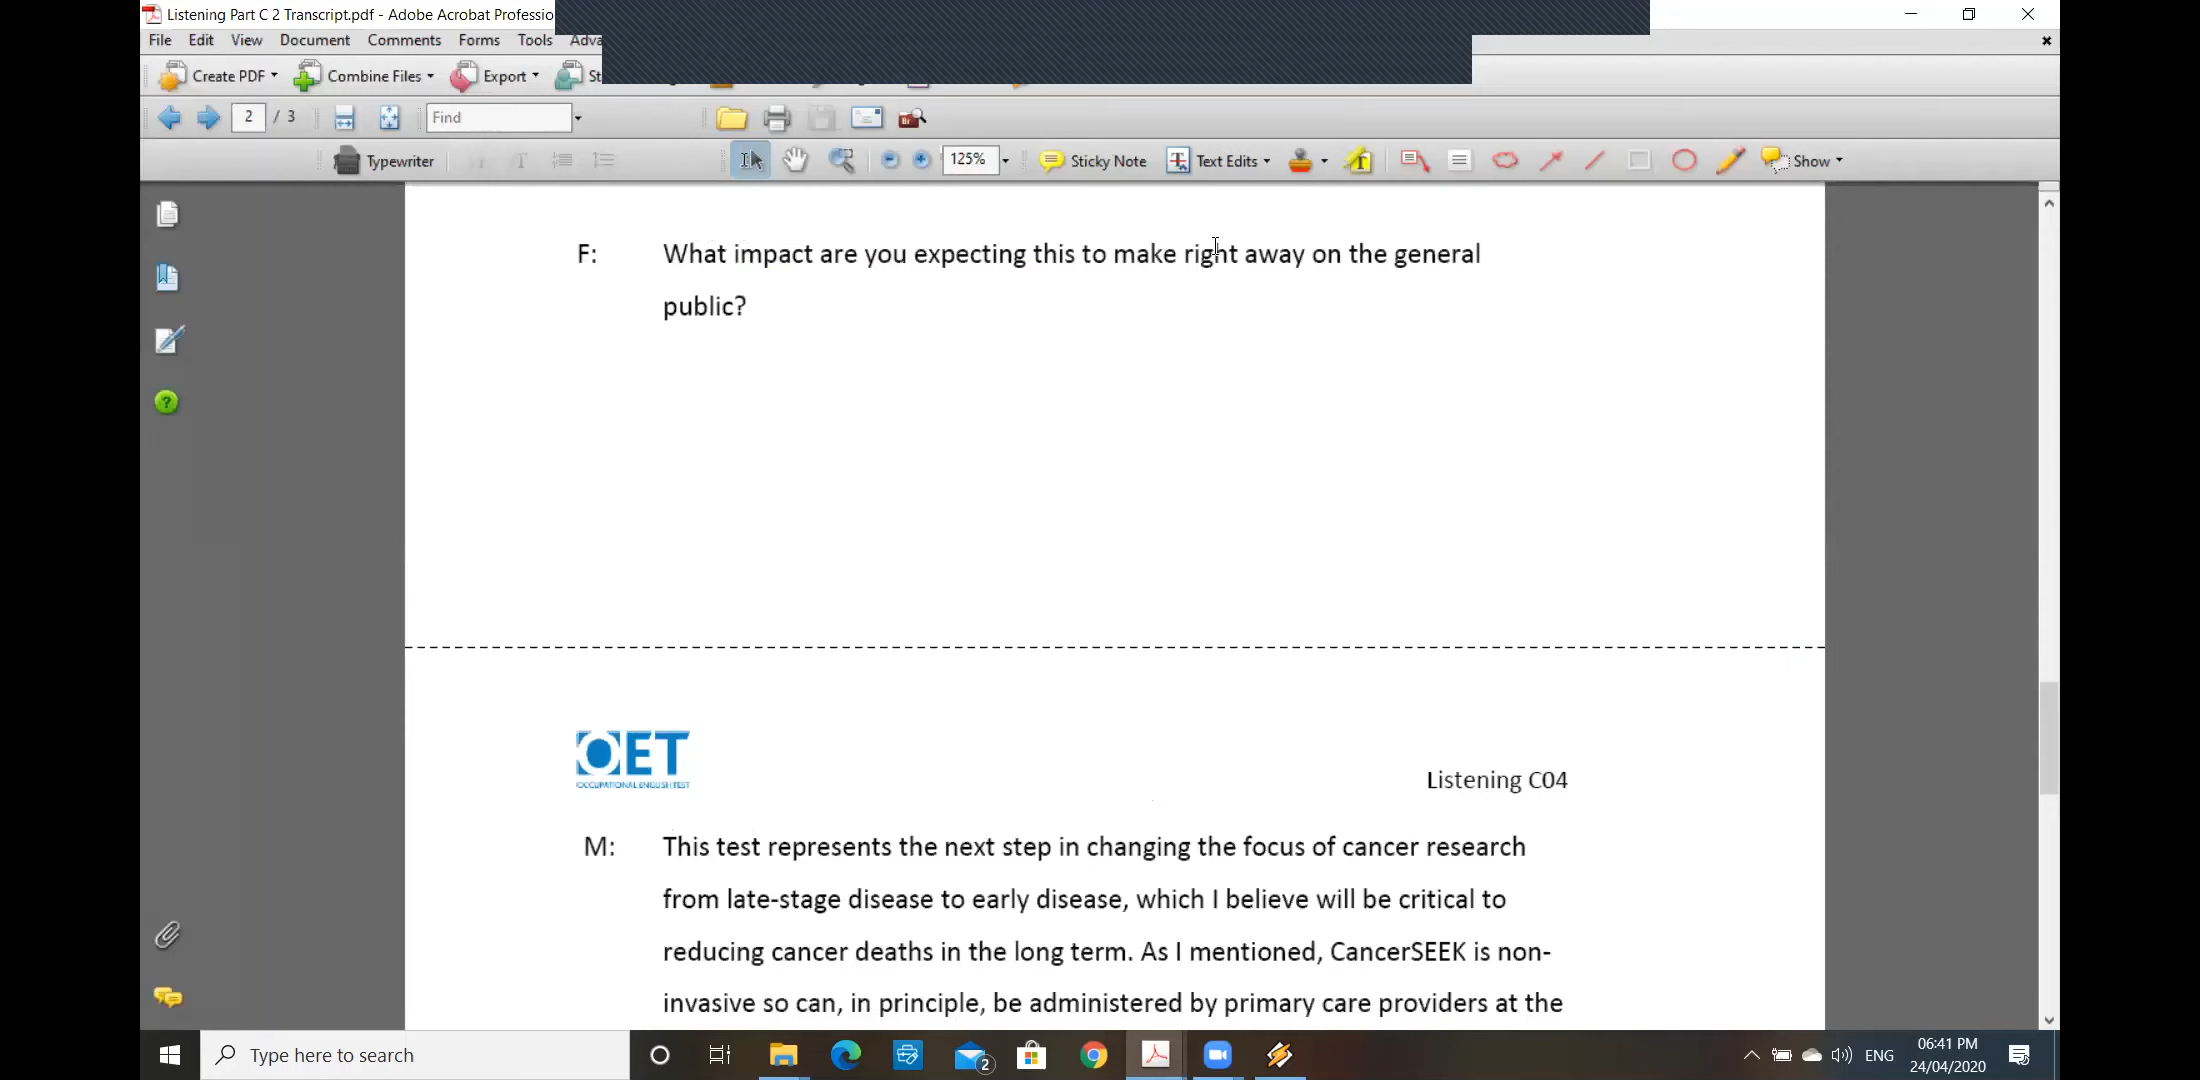 Listening Part C 2 Transcript.pdf - Adobe Acrobat Professio
File Edit View Document Comments Forms Tools Adva
Create PDF Combine Files Export St
2 / 3 Find
Typewriter 125% Sticky Note Text Edits Show
F: What impact are you expecting this to make right away on the general
public?
OET
OCCUPATIONAL ENGLISH TEST
Listening C04
M: This test represents the next step in changing the focus of cancer research
from late-stage disease to early disease, which I believe will be critical to
reducing cancer deaths in the long term. As I mentioned, CancerSEEK is non-
invasive so can, in principle, be administered by primary care providers at the
Type here to search 2 ENG 06:41 PM
24/04/2020